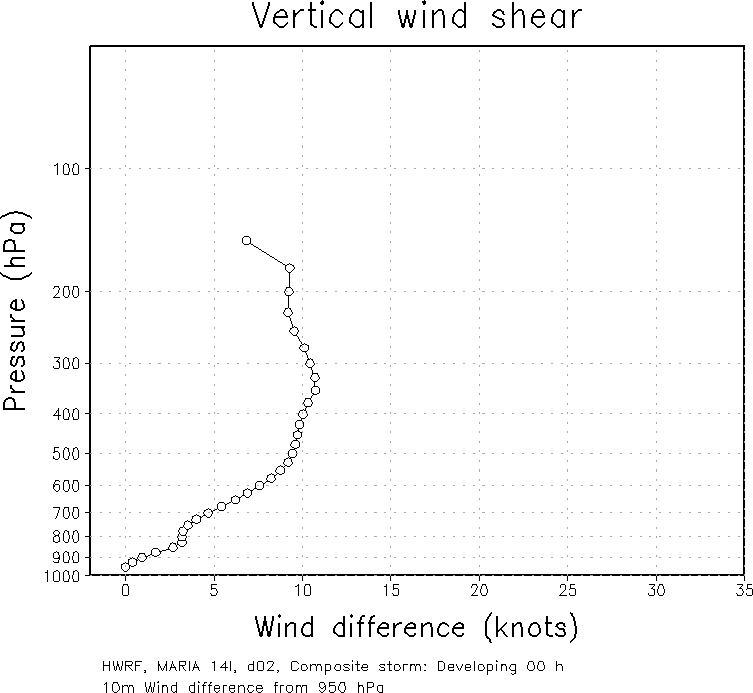 Vertical wind shear
Pressure (hPa)
100
200
300
400
500
600
700
800
900
1000
0 5 10 15 20 25 30 35
Wind difference (knots)
HWRF, MARIA 14l, d02, Composite storm: Developing 00 h
10m Wind difference from 950 hPa